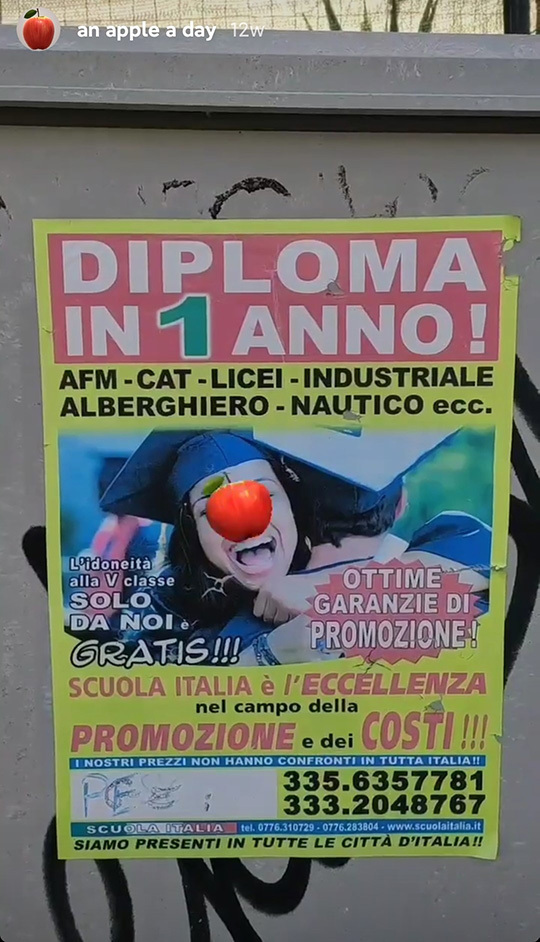 an apple a day 12w
DIPLOMA
IN 1 ANNO!
AFM - CAT - LICEI - INDUSTRIALE
ALBERGHIERO - NAUTICO ecc.
L'idoneità
alla V classe
SOLO
DA NOI è
GRATIS!!!
OTTIME
GARANZIE DI
PROMOZIONE!
SCUOLA ITALIA è l'ECCELLENZA
nel campo della
PROMOZIONE e dei COSTI!!!
I NOSTRI PREZZI NON HANNO CONFRONTI IN TUTTA ITALIA!!
335.6357781
333.2048767
SCUOLA ITALIA tel. 0776.310729 - 0776.283804 - www.scuolaitalia.it
SIAMO PRESENTI IN TUTTE LE CITTÀ D'ITALIA!!